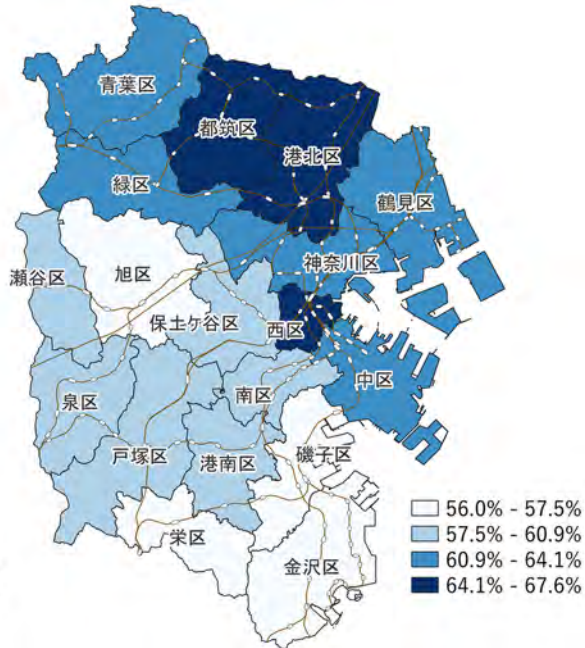 青葉区
都筑区
港北区
緑区
鶴見区
神奈川区
瀬谷区
旭区
保土ケ谷区
西区
中区
泉区
南区
戸塚区
港南区
磯子区
栄区
金沢区
56.0% - 57.5%
57.5% - 60.9%
60.9% - 64.1%
64.1% - 67.6%